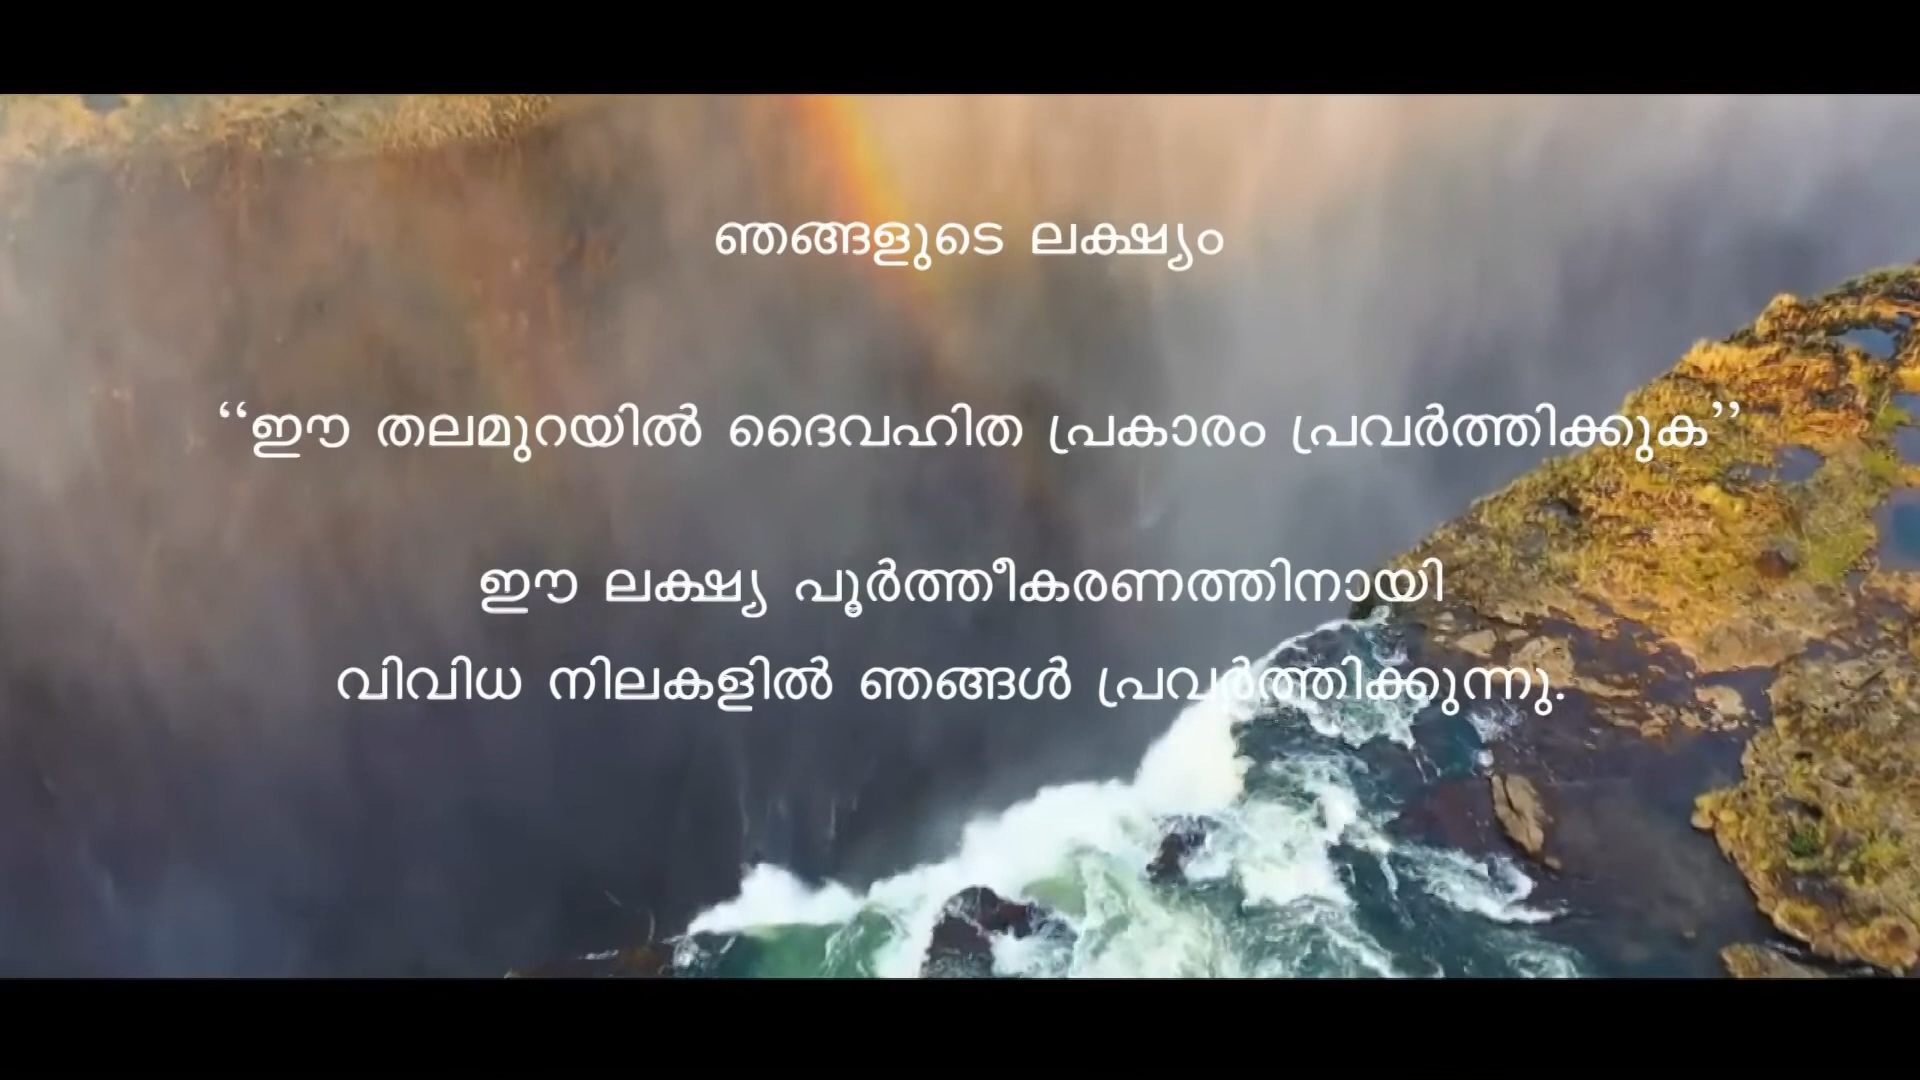 ഞങ്ങളുടെ ലക്ഷ്യം
‘‘ഈ തലമുറയിൽ ദൈവഹിത പ്രകാരം പ്രവർത്തിക്കുക’’
ഈ ലക്ഷ്യ പൂർത്തീകരണത്തിനായി
വിവിധ നിലകളിൽ ഞങ്ങൾ പ്രവർത്തിക്കുന്നു.